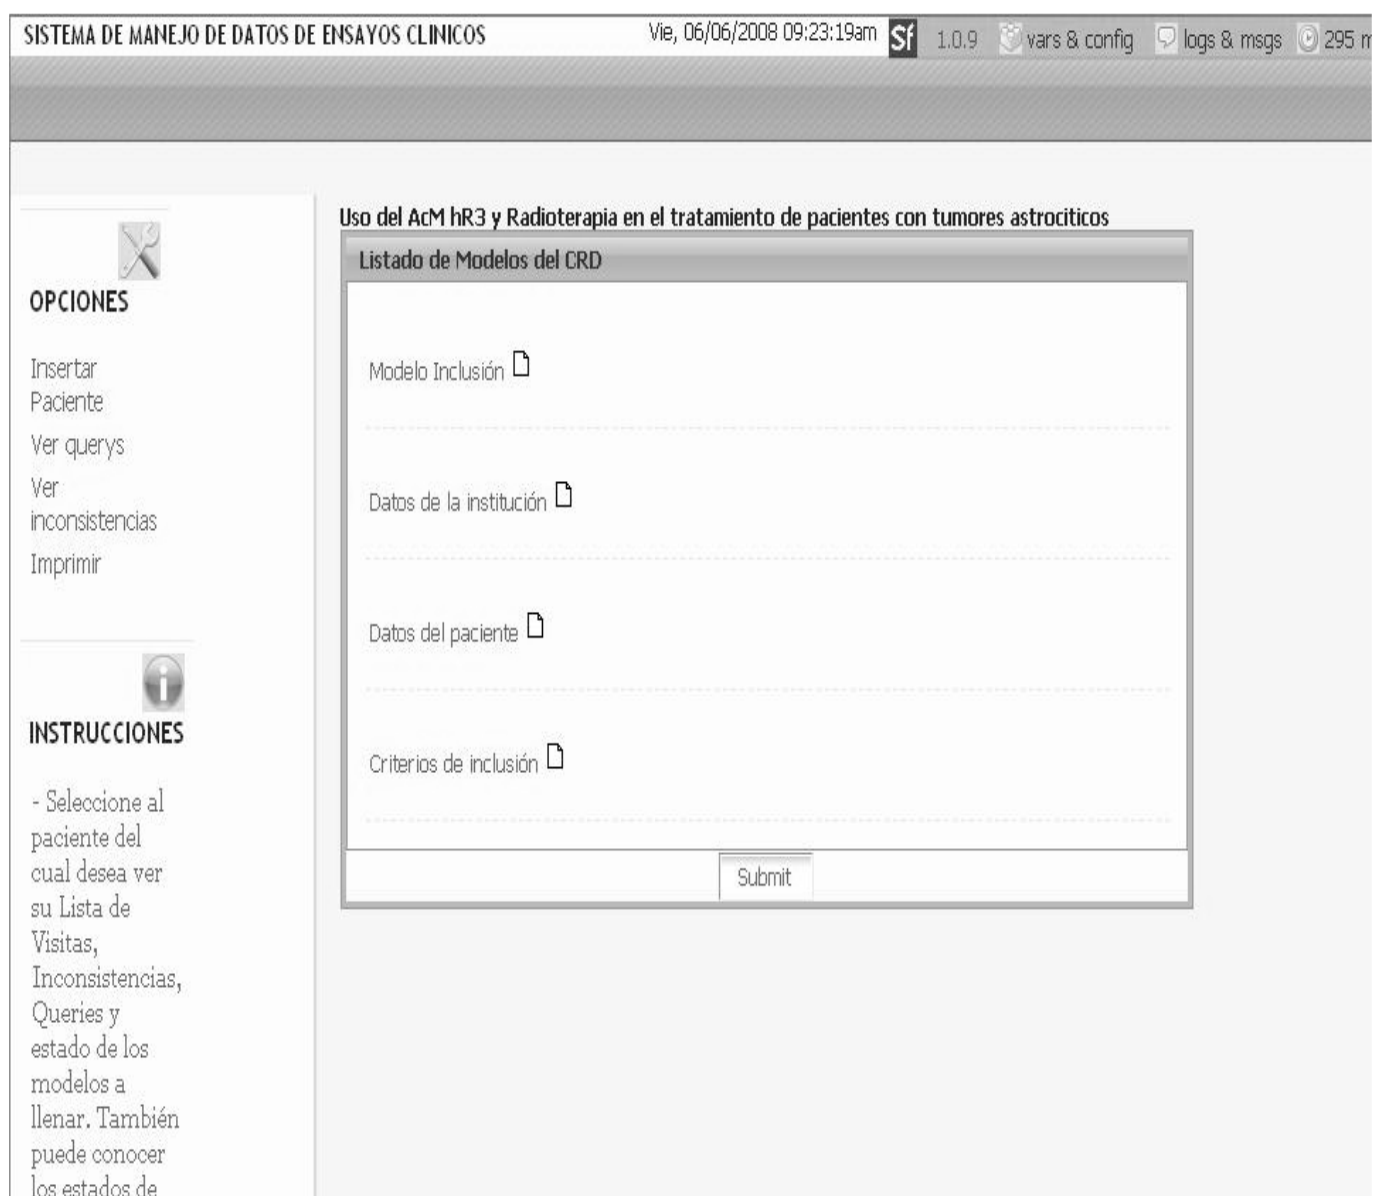 SISTEMA DE MANEJO DE DATOS DE ENSAYOS CLINICOS
Vie, 06/06/2008 09:23:19am
Sf 1.0.9 vars & config logs & msgs 295 m
OPCIONES
Insertar
Paciente
Ver querys
Ver
inconsistencias
Imprimir
INSTRUCCIONES
- Seleccione al
paciente del
cual desea ver
su Lista de
Visitas,
Inconsistencias,
Queries y
estado de los
modelos a
llenar. También
puede conocer
los estados de
Uso del AcM hR3 y Radioterapia en el tratamiento de pacientes con tumores astrociticos
Listado de Modelos del CRD
Modelo Inclusión
Datos de la institución
Datos del paciente
Criterios de inclusión
Submit